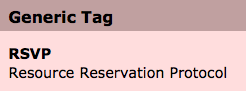 Generic Tag
RSVP
Resource Reservation Protocol